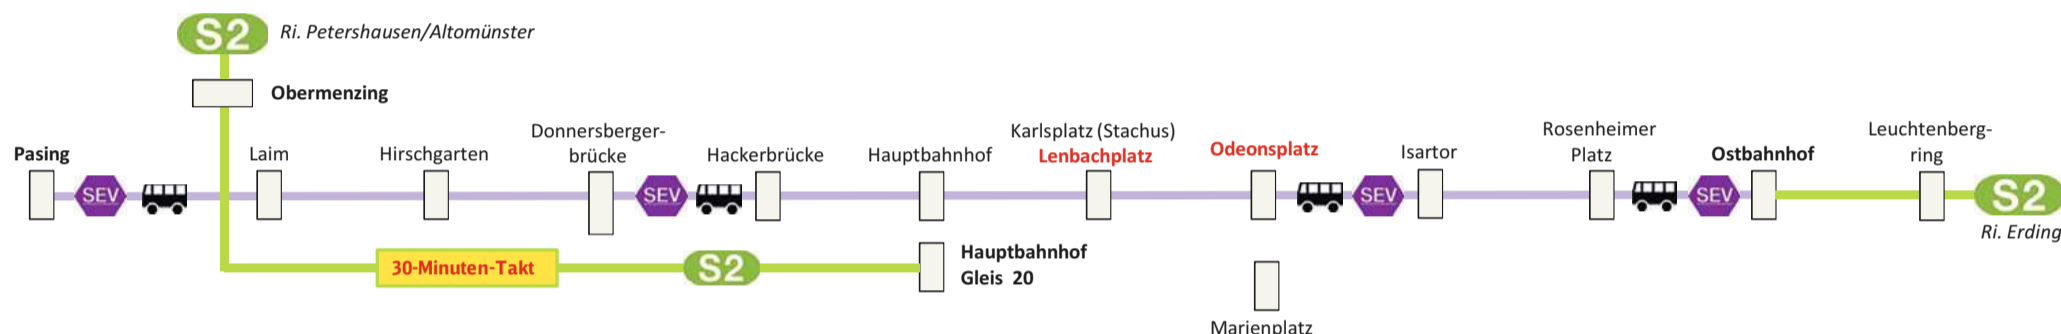 S2 Ri. Petershausen/Altomünster
Obermenzing
Pasing
SEV
Laim
Hirschgarten
Donnersberger-
brücke
SEV
Hackerbrücke
Hauptbahnhof
Karlsplatz (Stachus)
Lenbachplatz
Odeonsplatz
SEV
Isartor
Rosenheimer
Platz
SEV
Ostbahnhof
Leuchtenberg-
ring
S2
Ri. Erding
30-Minuten-Takt
S2
Hauptbahnhof
Gleis 20
Marienplatz